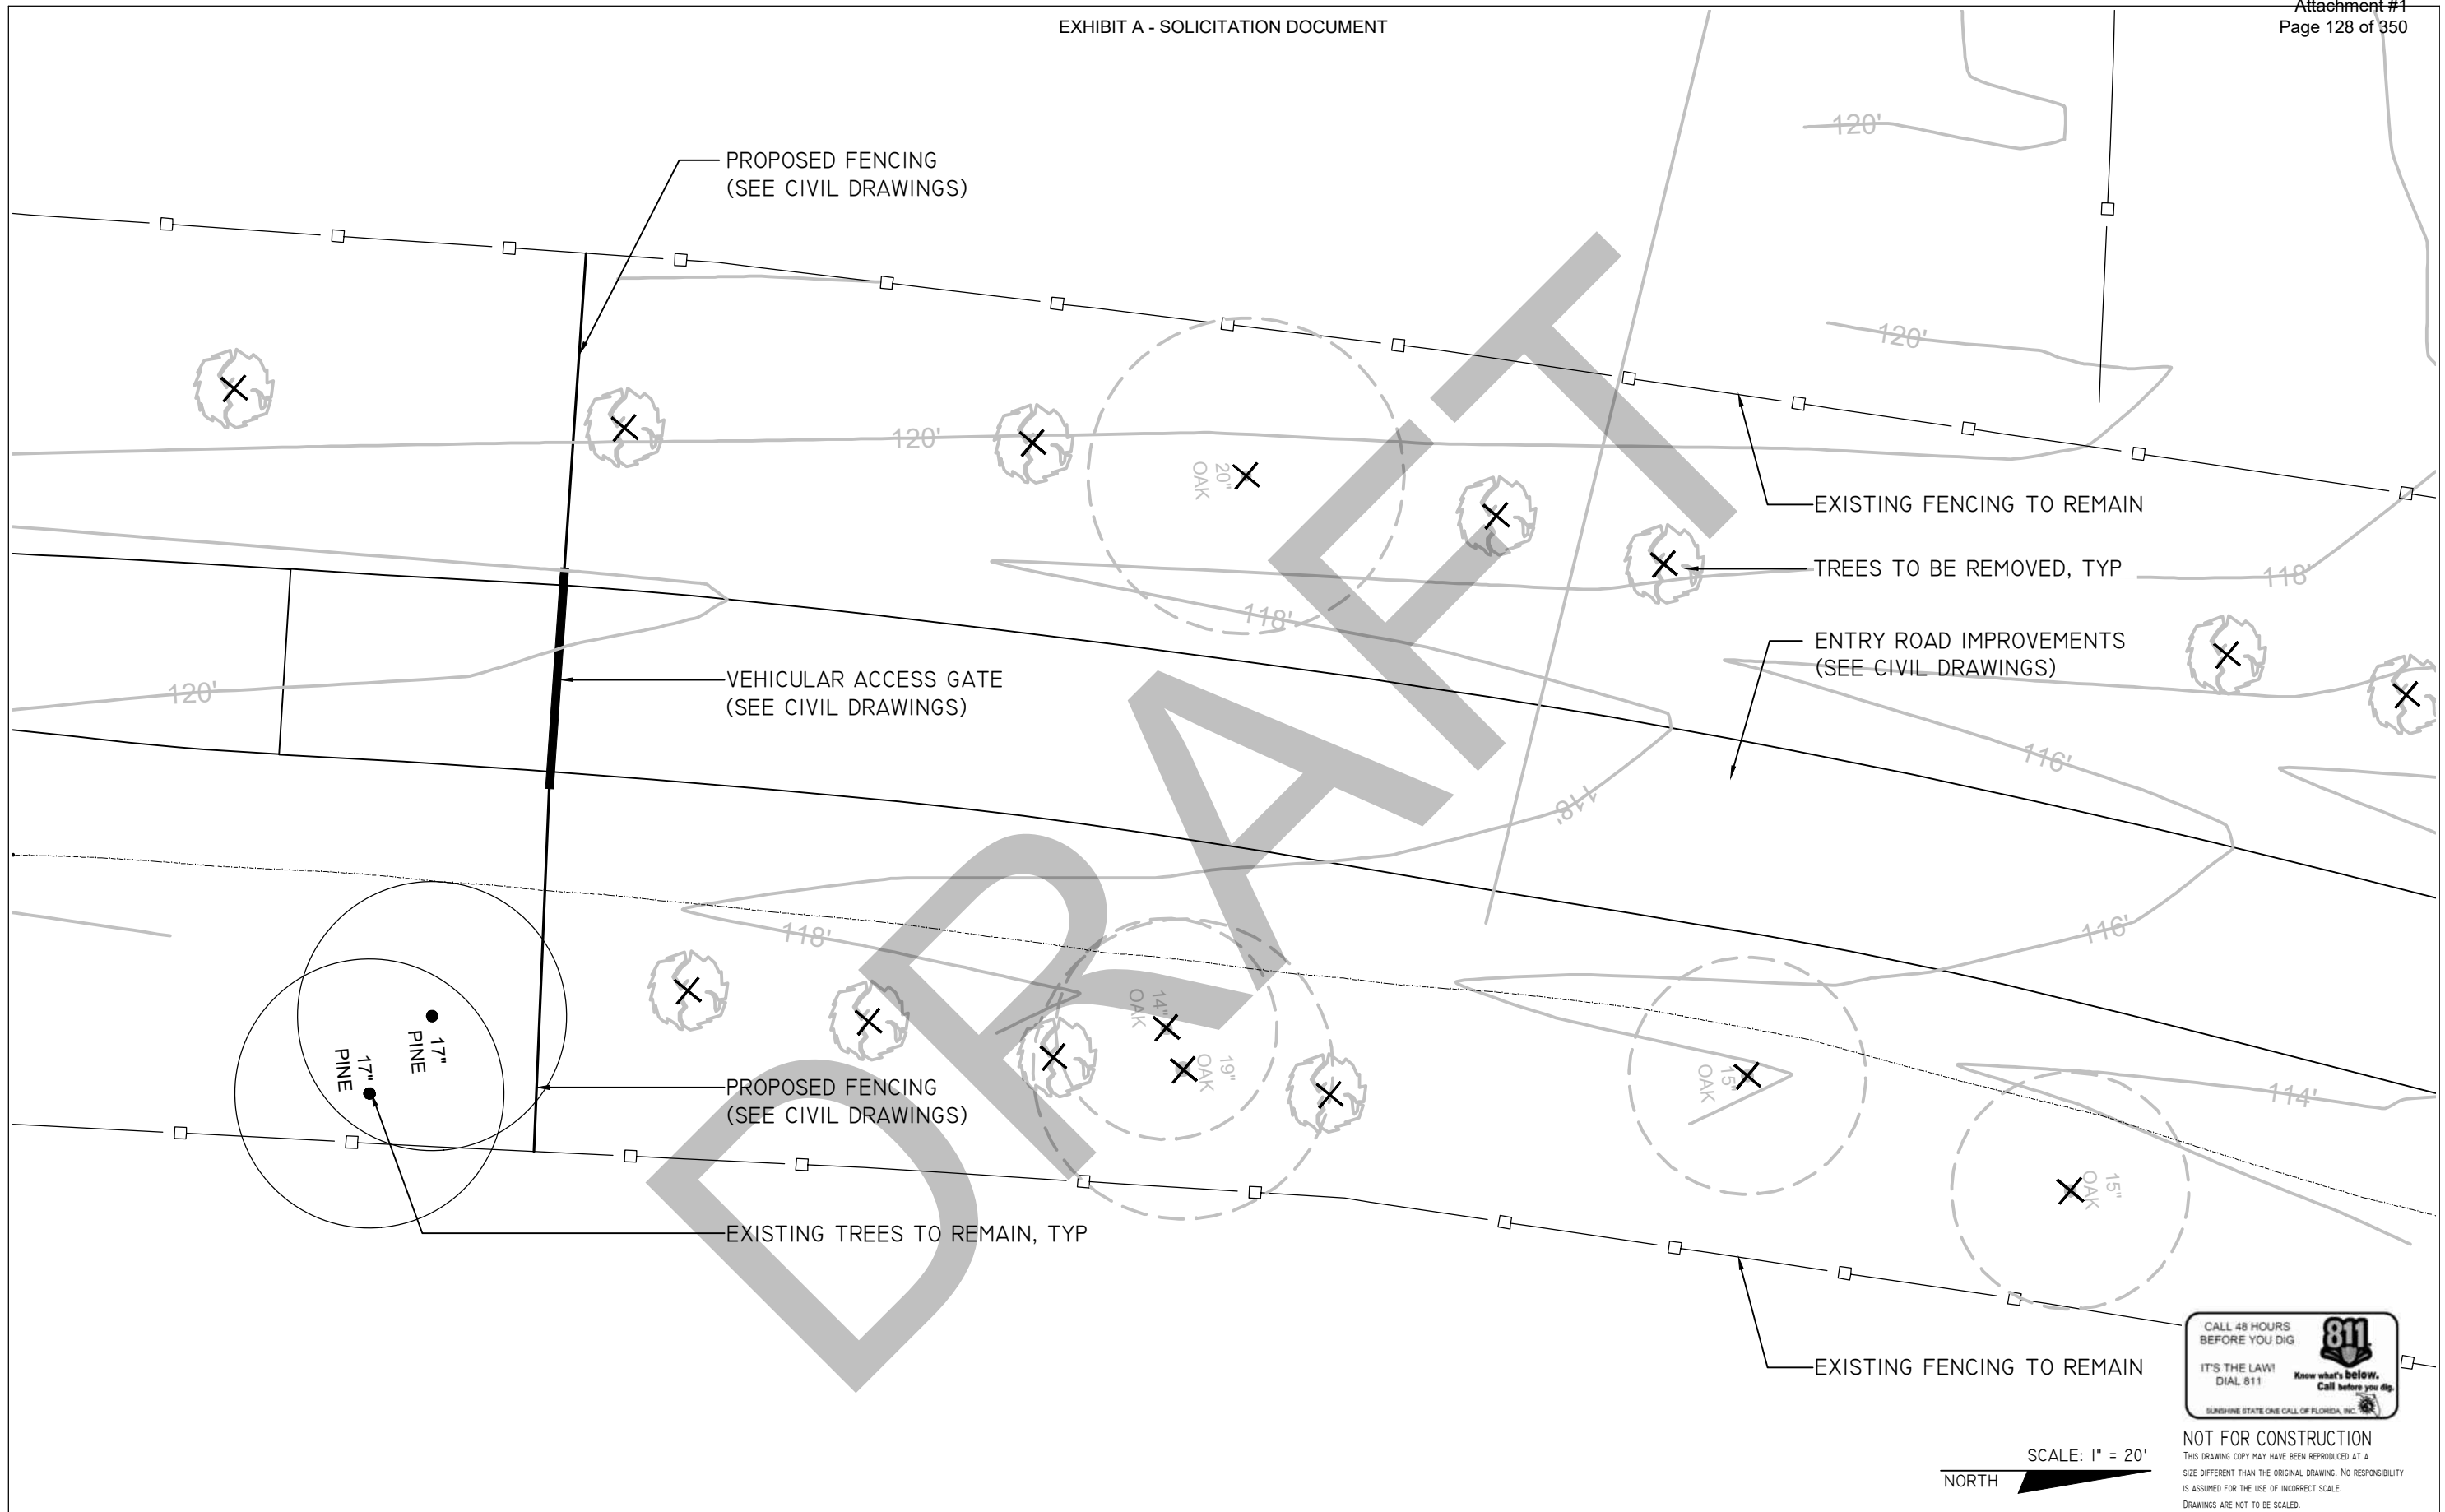 EXHIBIT A - SOLICITATION DOCUMENT
Attachment #1
Page 128 of 350
120'
PROPOSED FENCING
(SEE CIVIL DRAWINGS)
120'
120'
20"
OAK
EXISTING FENCING TO REMAIN
TREES TO BE REMOVED, TYP
118'
118'
ENTRY ROAD IMPROVEMENTS
(SEE CIVIL DRAWINGS)
120'
VEHICULAR ACCESS GATE
(SEE CIVIL DRAWINGS)
116'
118'
118'
116'
14"
OAK
19"
OAK
15"
OAK
17"
PINE
17"
PINE
PROPOSED FENCING
(SEE CIVIL DRAWINGS)
114'
15"
OAK
EXISTING TREES TO REMAIN, TYP
EXISTING FENCING TO REMAIN
DRAFT
CALL 48 HOURS
BEFORE YOU DIG
IT'S THE LAW!
DIAL 811
811
Know what's below.
Call before you dig.
SUNSHINE STATE ONE CALL OF FLORIDA, INC.
SCALE: 1" = 20'
NORTH
NOT FOR CONSTRUCTION
THIS DRAWING COPY MAY HAVE BEEN REPRODUCED AT A
SIZE DIFFERENT THAN THE ORIGINAL DRAWING. NO RESPONSIBILITY
IS ASSUMED FOR THE USE OF INCORRECT SCALE.
DRAWINGS ARE NOT TO BE SCALED.